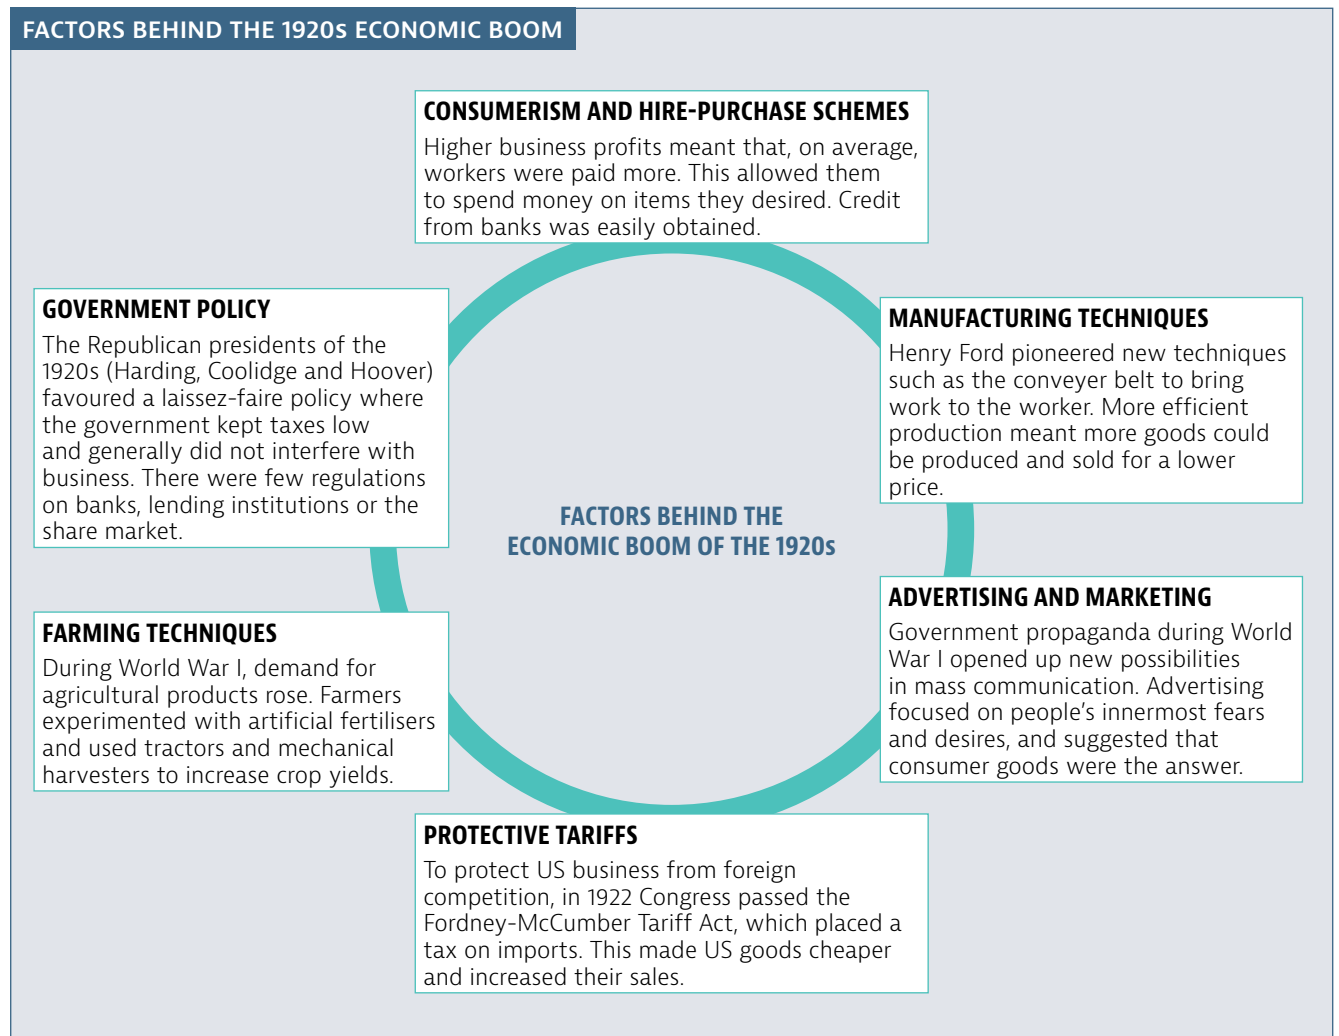 FACTORS BEHIND THE 1920s ECONOMIC BOOM
CONSUMERISM AND HIRE-PURCHASE SCHEMES
Higher business profits meant that, on average,
workers were paid more. This allowed them
to spend money on items they desired. Credit
from banks was easily obtained.
GOVERNMENT POLICY
The Republican presidents of the
1920s (Harding, Coolidge and Hoover)
favoured a laissez-faire policy where
the government kept taxes low
and generally did not interfere with
business. There were few regulations
on banks, lending institutions or the
share market.
MANUFACTURING TECHNIQUES
Henry Ford pioneered new techniques
such as the conveyer belt to bring
work to the worker. More efficient
production meant more goods could
be produced and sold for a lower
price.
FACTORS BEHIND THE
ECONOMIC BOOM OF THE 1920s
FARMING TECHNIQUES
During World War I, demand for
agricultural products rose. Farmers
experimented with artificial fertilisers
and used tractors and mechanical
harvesters to increase crop yields.
ADVERTISING AND MARKETING
Government propaganda during World
War I opened up new possibilities
in mass communication. Advertising
focused on people's innermost fears
and desires, and suggested that
consumer goods were the answer.
PROTECTIVE TARIFFS
To protect US business from foreign
competition, in 1922 Congress passed the
Fordney-McCumber Tariff Act, which placed a
tax on imports. This made US goods cheaper
and increased their sales.